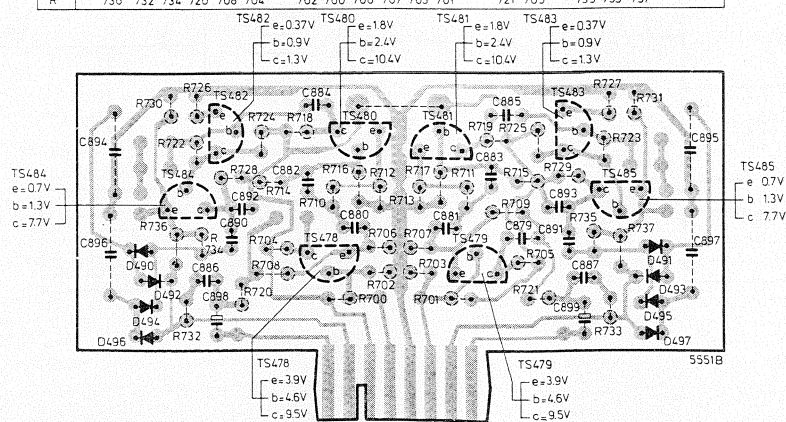 R 736 732 734 726 708 704 702 700 706 707 703 701 721 705 735 733 737
TS482 TS480 TS481 TS483
e=0.37V e=1.8V e=1.8V e=0.37V
b=0.9V b=2.4V b=2.4V b=0.9V
c=1.3V c=10.4V c=10.4V c=1.3V
R726 C884 R727
R730 TS482 TS483 R731
e TS480 TS481 C885 e
R724 R718 R719 R725
b c e b b
C894 R722 c b e c c R723 C895
TS484 C883 TS485
TS484 R728 C882 R716 R712 R717 R711 R715 R729 TS485
e=0.7V b R714 C893 c e e 0.7V
b=1.3V e c C892 R710 R713 R709 b b 1.3V
c=7.7V R736 C890 C880 C881 R735 c 7.7V
R734 TS478 R706 R707 C879 C891 R737
C896 R704 TS479 C897
D490 c e b R705 D491
C886 R708 b R702 R703 e c C887
D492 C898 R720 R700 R701 R721 C899 D493
D494 D495
R732 R733
D496 D497
5551B
TS478 TS479
e=3.9V e=3.9V
b=4.6V b=4.6V
c=9.5V c=9.5V